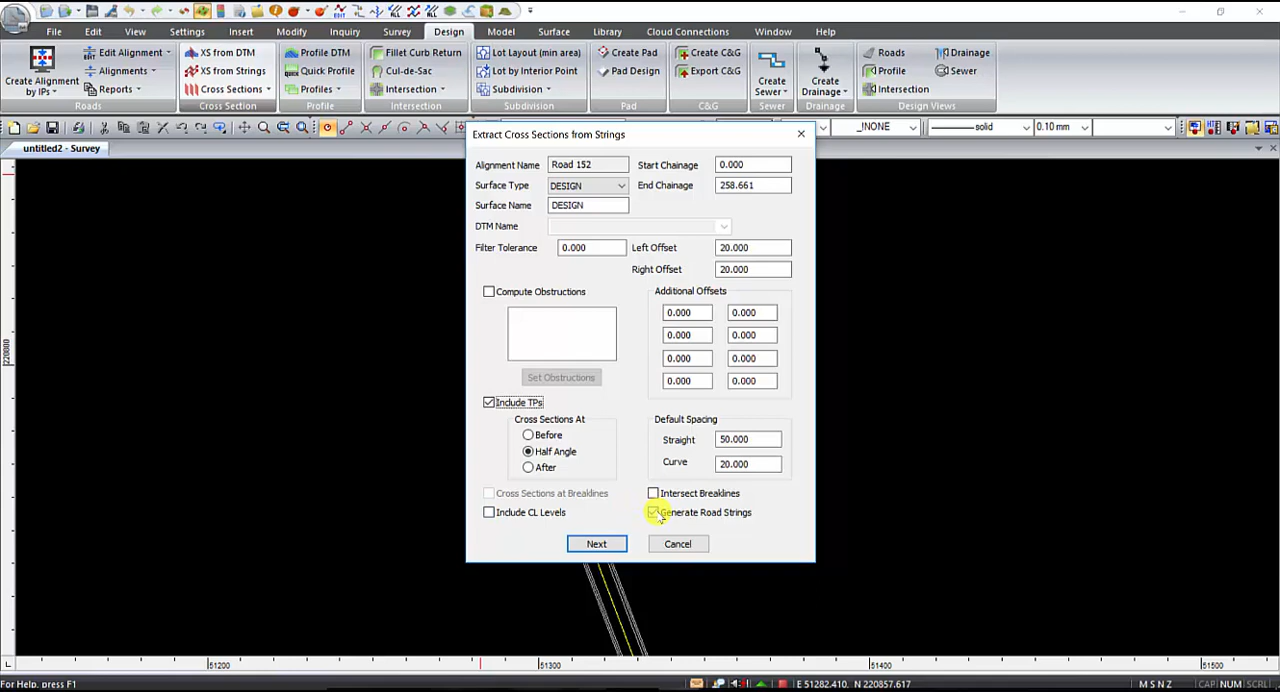 File Edit View Settings Insert Modify Inquiry Survey Design Model Surface Library Cloud Connections Window Help
Create Alignment by IPs
Edit Alignment
Alignments
Reports
Roads
XS from DTM
XS from Strings
Cross Sections
Cross Section
Profile DTM
Quick Profile
Profiles
Profile
Fillet Curb Return
Cul-de-Sac
Intersection
Intersection
Lot Layout (min area)
Lot by Interior Point
Subdivision
Subdivision
Create Pad
Pad Design
Pad
Create C&G
Export C&G
C&G
Create Sewer
Sewer
Create Drainage
Drainage
Roads
Profile
Intersection
Drainage
Sewer
Design Views
_!NONE solid 0.10 mm
untitled2 - Survey
Extract Cross Sections from Strings
Alignment Name Road 152 Start Chainage 0.000
Surface Type DESIGN End Chainage 258.661
Surface Name DESIGN
DTM Name
Filter Tolerance 0.000 Left Offset 20.000
Right Offset 20.000
Compute Obstructions Additional Offsets
0.000 0.000
0.000 0.000
0.000 0.000
0.000 0.000
Set Obstructions
Include TPs
Cross Sections At Default Spacing
Before Straight 50.000
Half Angle
Curve 20.000
After
Cross Sections at Breaklines Intersect Breaklines
Include CL Levels Generate Road Strings
Next Cancel
220800
51200 51300 51400 51500
For Help, press F1 E 51282.410, N 220857.617 M S N Z CAP NUM SCRL